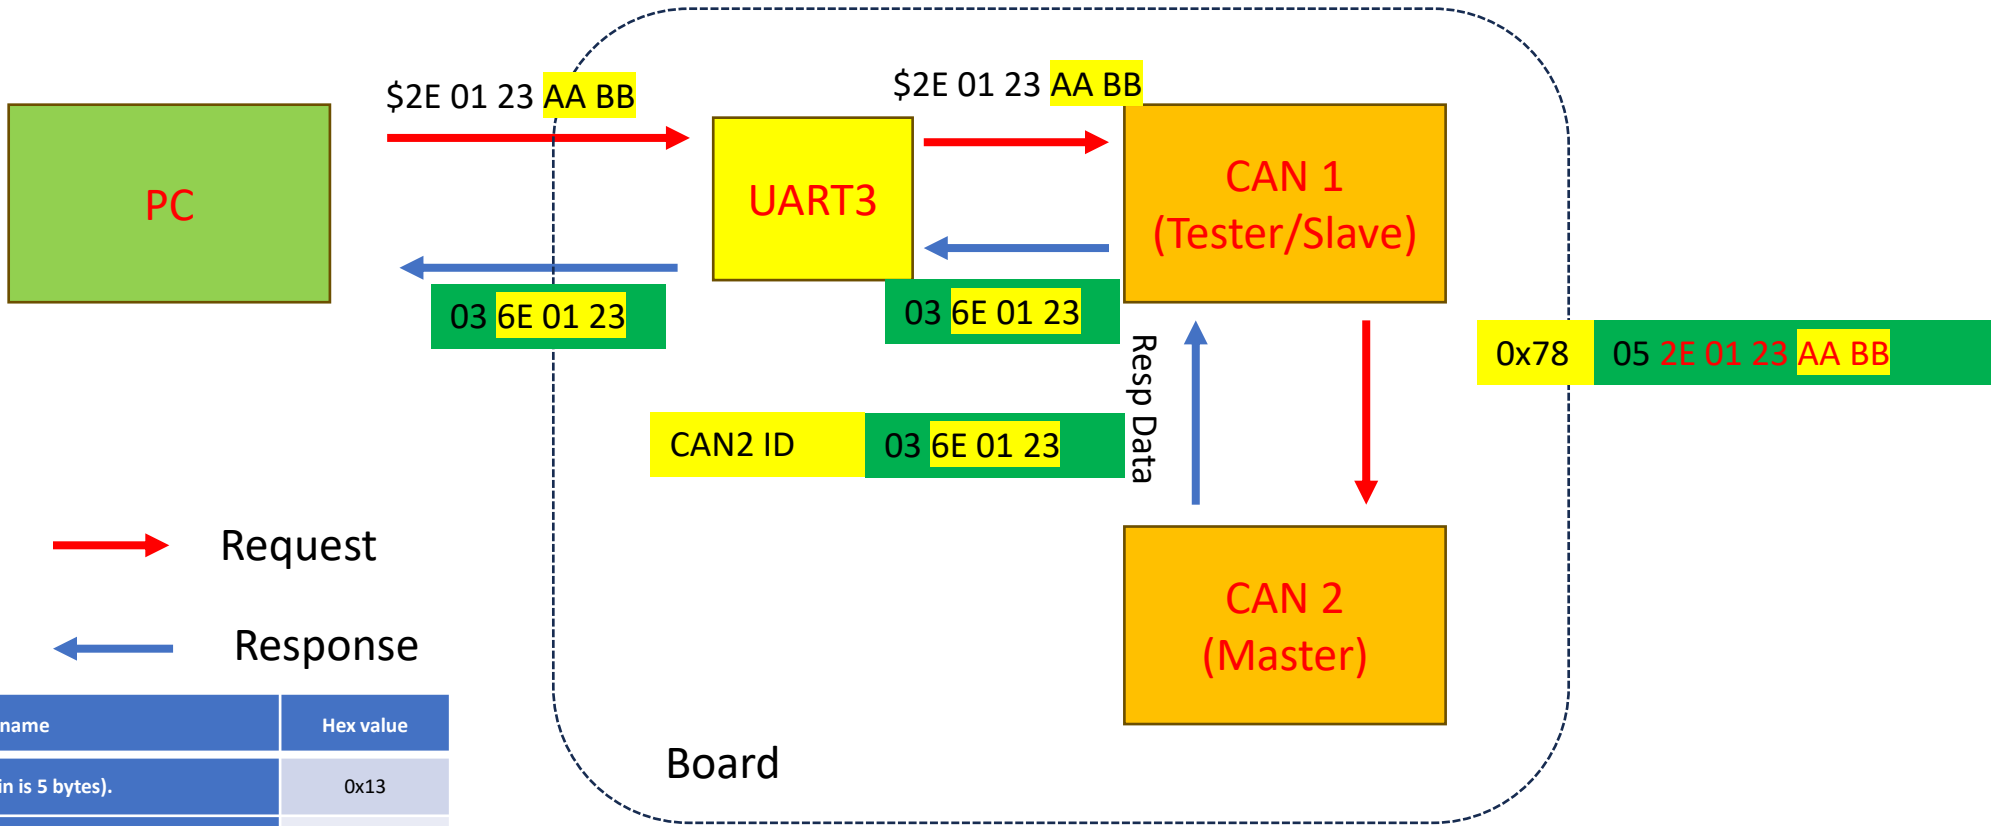 $2E 01 23 AA BB
$2E 01 23 AA BB
PC
UART3
CAN 1
(Tester/Slave)
03 6E 01 23
03 6E 01 23
0x78 05 2E 01 23 AA BB
Resp Data
CAN2 ID 03 6E 01 23
Request
CAN 2
(Master)
Response
name Hex value
in is 5 bytes). 0x13
Board